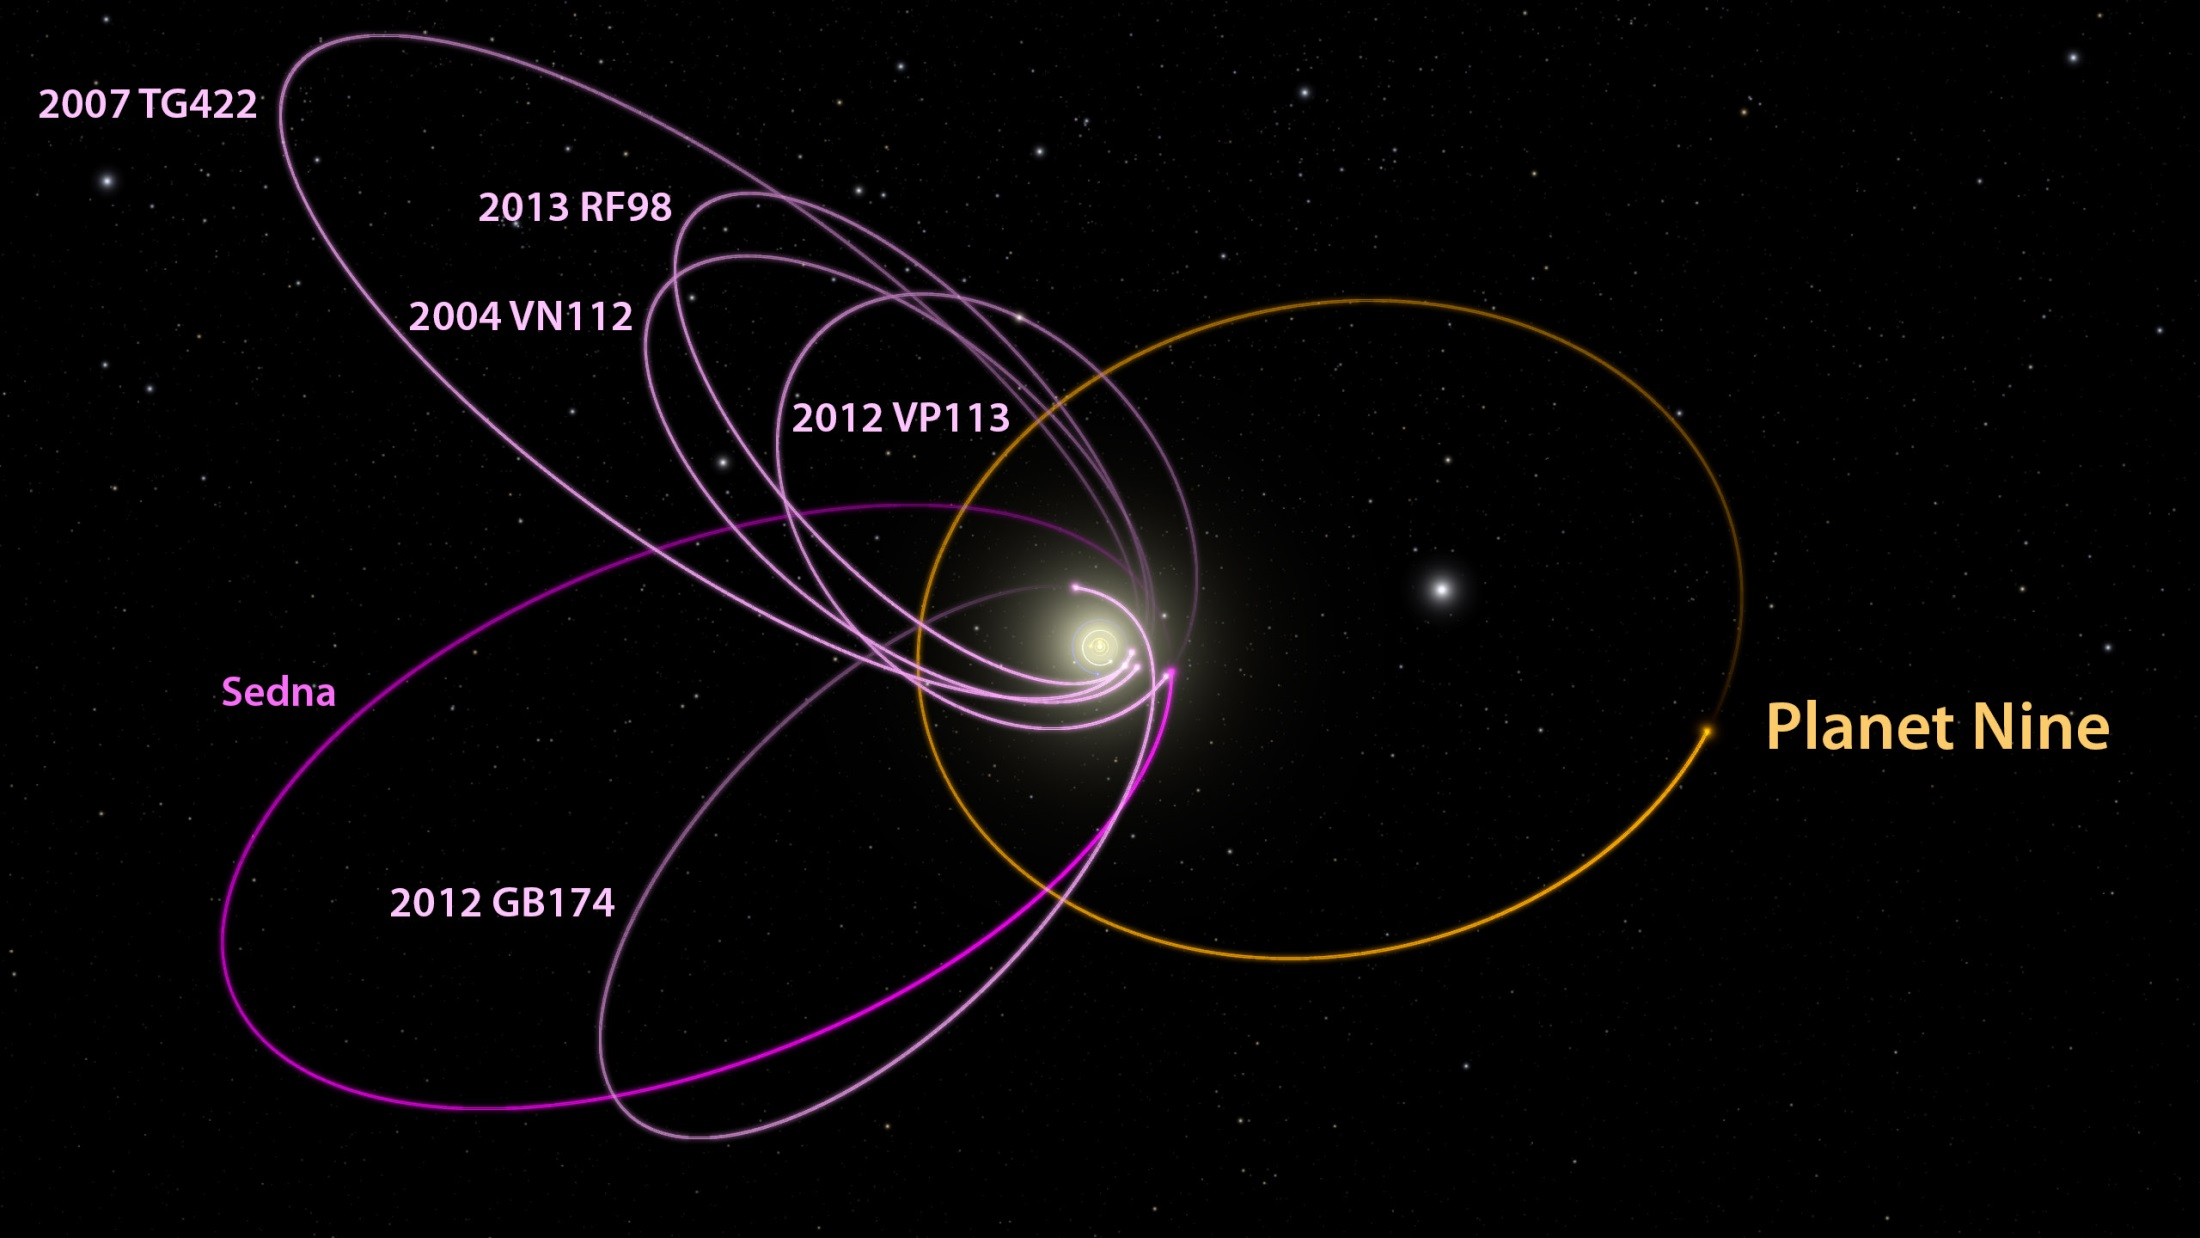 2007 TG422
2013 RF98
2004 VN112
2012 VP113
Sedna
Planet Nine
2012 GB174